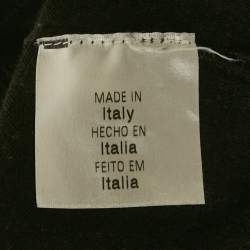 MADE IN
Italy
HECHO EN
Italia
FEITO EM
Italia